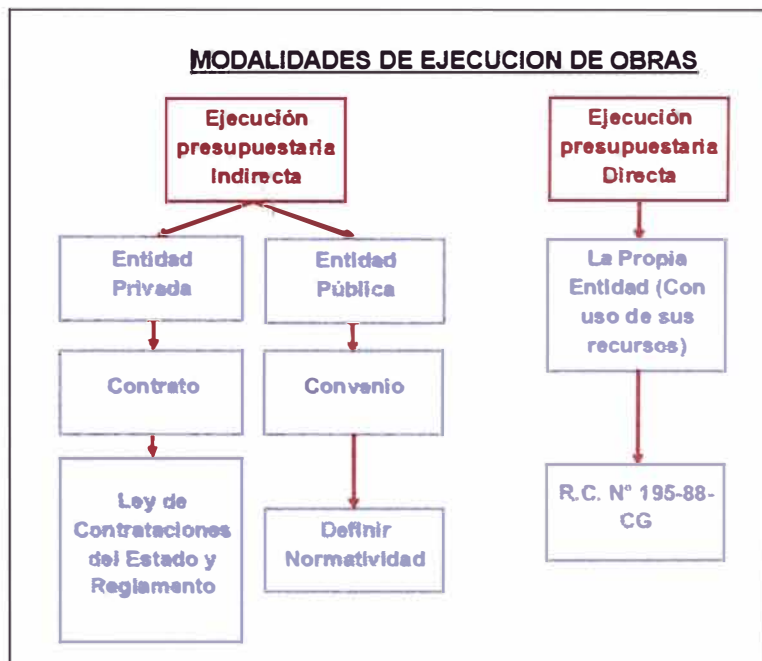 MODALIDADES DE EJECUCION DE OBRAS
Ejecución
presupuestaria
Indirecta
Ejecución
presupuestaria
Directa
Entidad
Privada
Entidad
Pública
La Propia
Entidad (Con
uso de sus
recursos)
Contrato
Convenio
Ley de
Contrataciones
del Estado y
Reglamento
Definir
Normatividad
R.C. N° 195-88-
CG